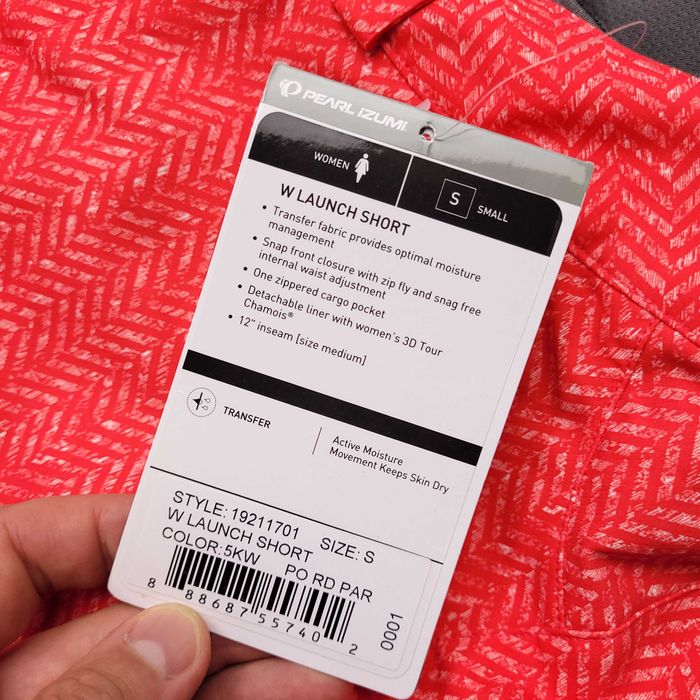 PEARL iZUMi
WOMEN
S SMALL
W LAUNCH SHORT
• Transfer fabric provides optimal moisture
management
• Snap front closure with zip fly and snag free
internal waist adjustment
• One zippered cargo pocket
• Detachable liner with women's 3D Tour
Chamois®
• 12" inseam [size medium]
TRANSFER
Active Moisture
Movement Keeps Skin Dry
STYLE: 19211701 SIZE: S
W LAUNCH SHORT
COLOR:5KW PO RD PAR
8 88687 55740 2
0001